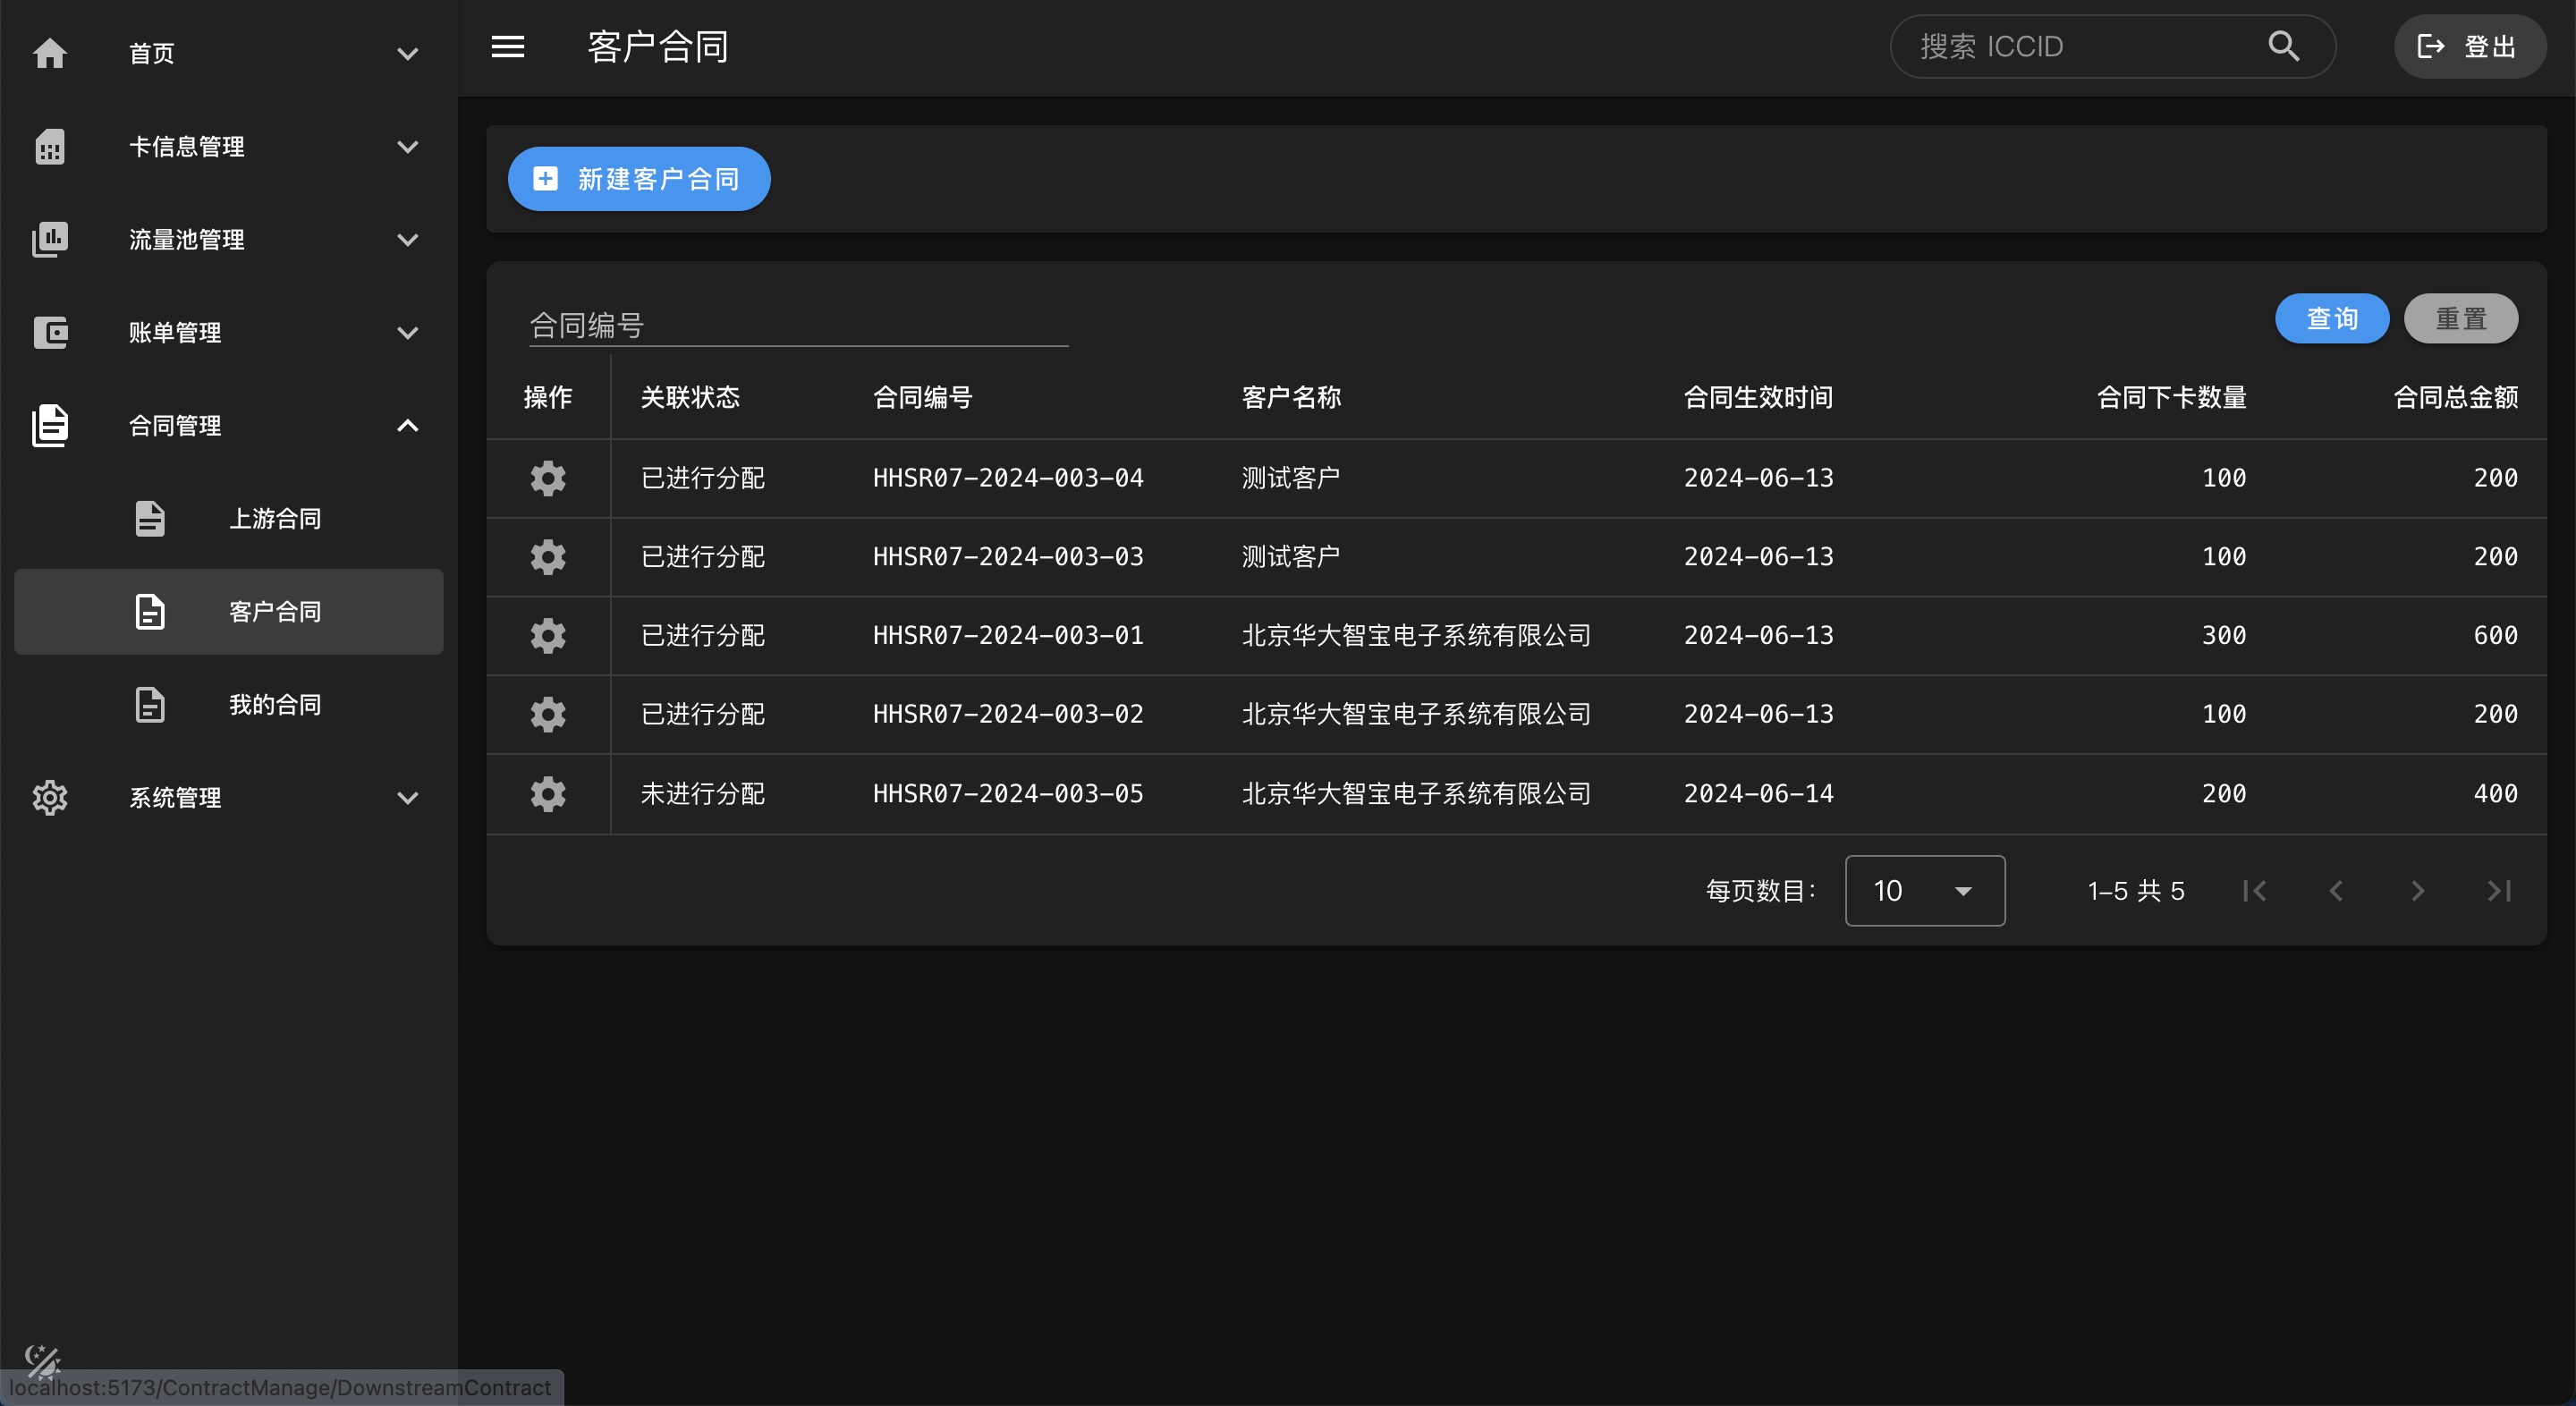 首页
卡信息管理
流量池管理
账单管理
合同管理
上游合同
客户合同
我的合同
系统管理
客户合同
搜索 ICCID
登出
新建客户合同
合同编号
查询 重置
操作 关联状态 合同编号 客户名称 合同生效时间 合同下卡数量 合同总金额
已进行分配 HHSR07-2024-003-04 测试客户 2024-06-13 100 200
已进行分配 HHSR07-2024-003-03 测试客户 2024-06-13 100 200
已进行分配 HHSR07-2024-003-01 北京华大智宝电子系统有限公司 2024-06-13 300 600
已进行分配 HHSR07-2024-003-02 北京华大智宝电子系统有限公司 2024-06-13 100 200
未进行分配 HHSR07-2024-003-05 北京华大智宝电子系统有限公司 2024-06-14 200 400
每页数目： 10 1–5 共 5
localhost:5173/ContractManage/DownstreamContract